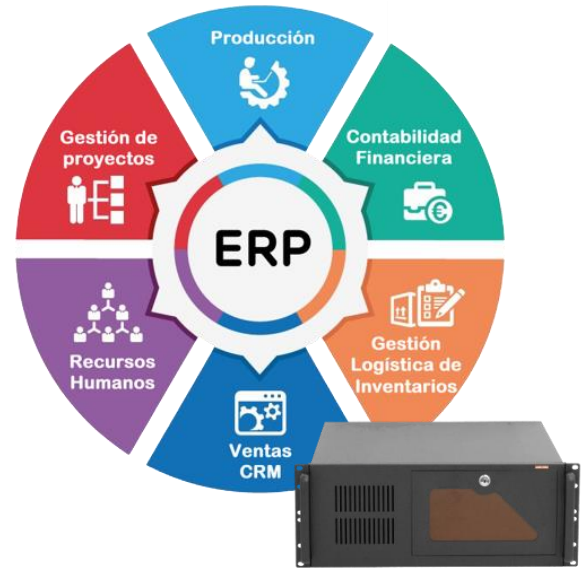 Producción
Contabilidad
Financiera
Gestión
Logística de
Inventarios
Ventas
CRM
Recursos
Humanos
Gestión de
proyectos
ERP